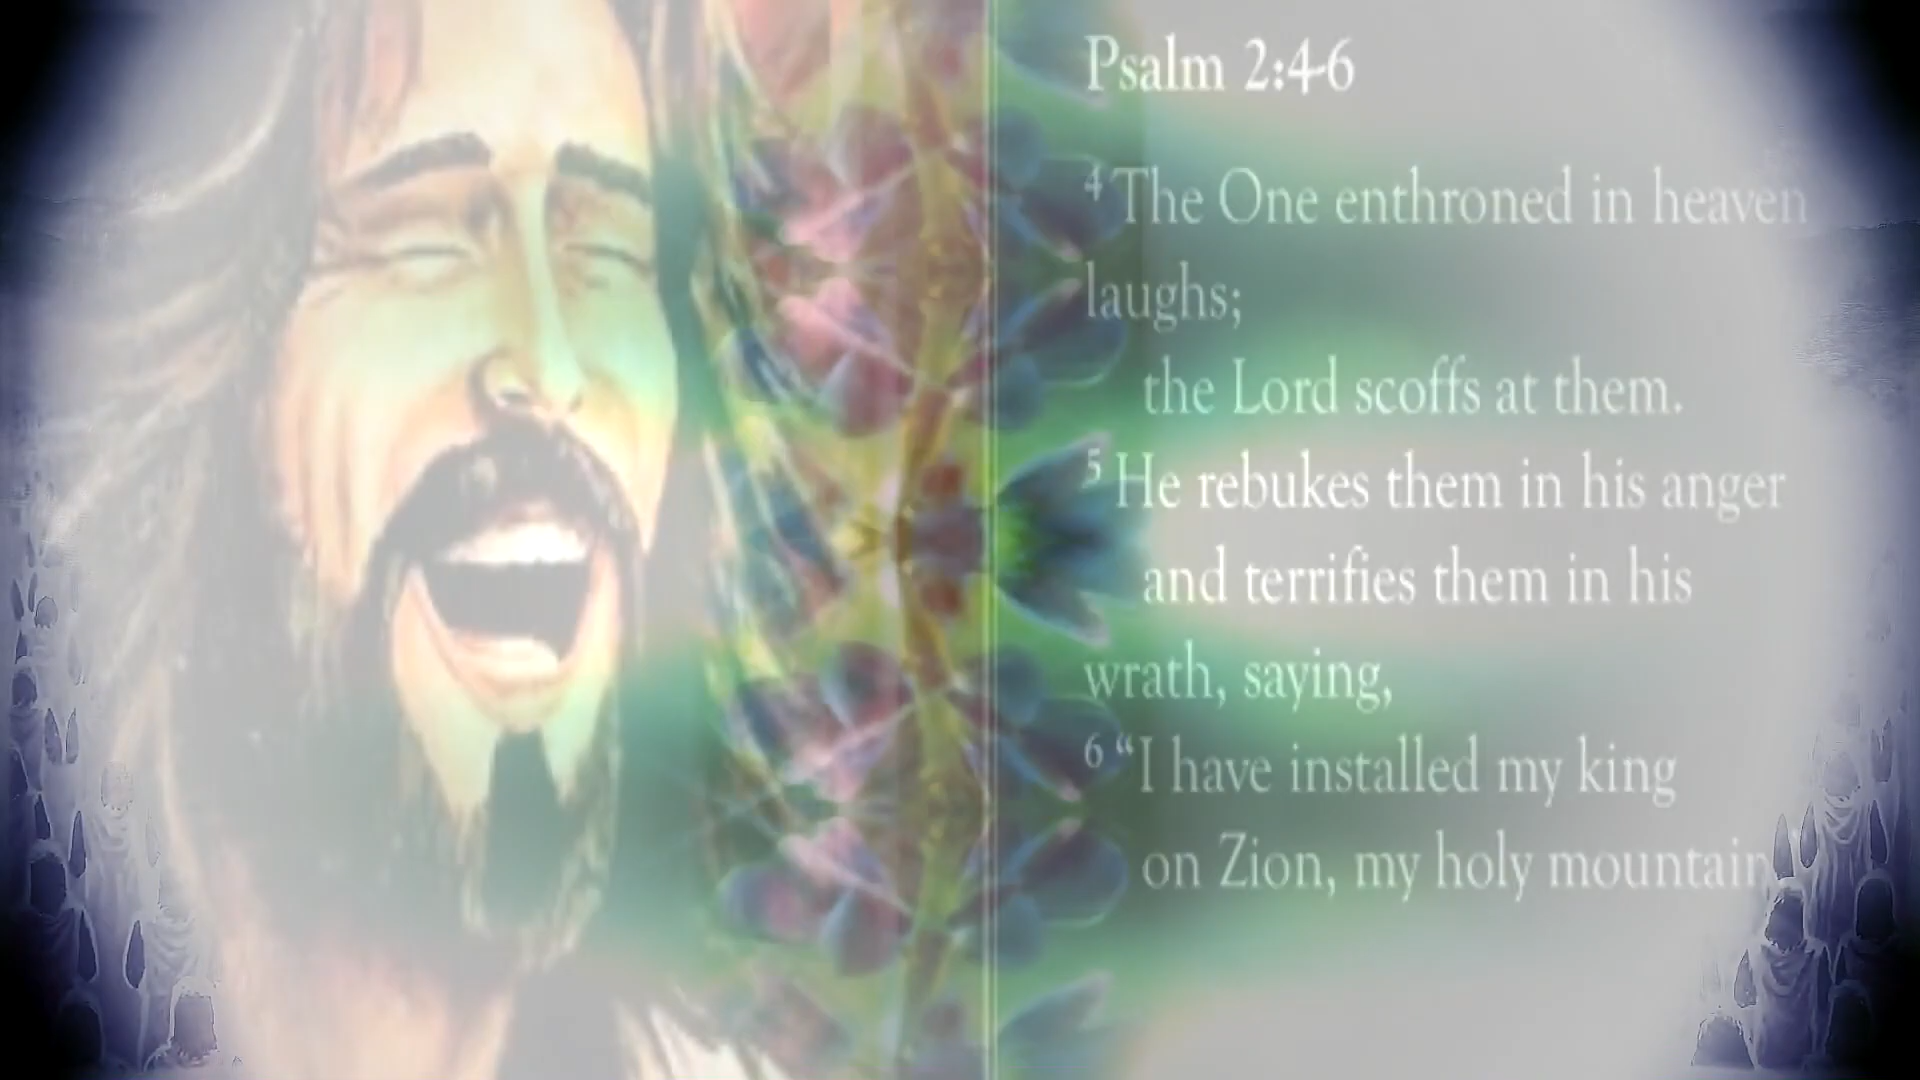 Psalm 2:4-6
4 The One enthroned in heaven
laughs;
the Lord scoffs at them.
5 He rebukes them in his anger
and terrifies them in his
wrath, saying,
6 “I have installed my king
on Zion, my holy mountain